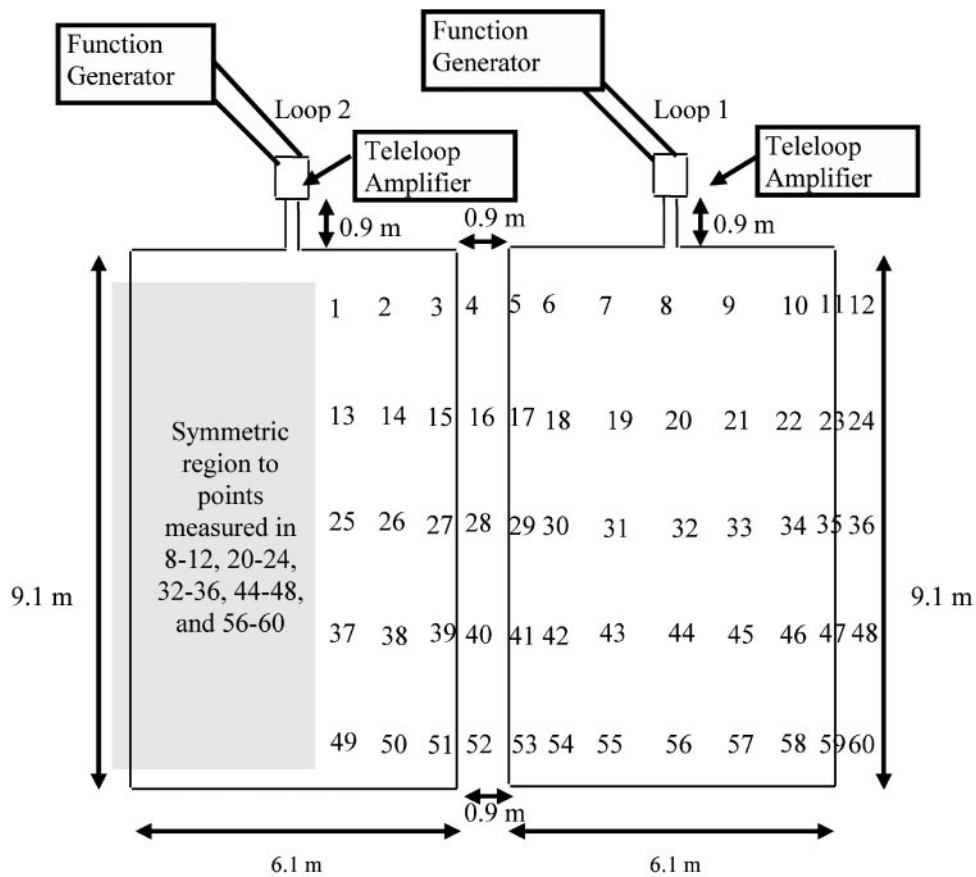 Function
Generator
Function
Generator
Loop 2
Loop 1
Teleloop
Amplifier
Teleloop
Amplifier
0.9 m
0.9 m
0.9 m
1 2 3 4 5 6 7 8 9 10 11 12
13 14 15 16 17 18 19 20 21 22 23 24
Symmetric
region to
points
measured in
8-12, 20-24,
32-36, 44-48,
and 56-60
25 26 27 28 29 30 31 32 33 34 35 36
9.1 m
9.1 m
37 38 39 40 41 42 43 44 45 46 47 48
49 50 51 52 53 54 55 56 57 58 59 60
0.9 m
6.1 m
6.1 m